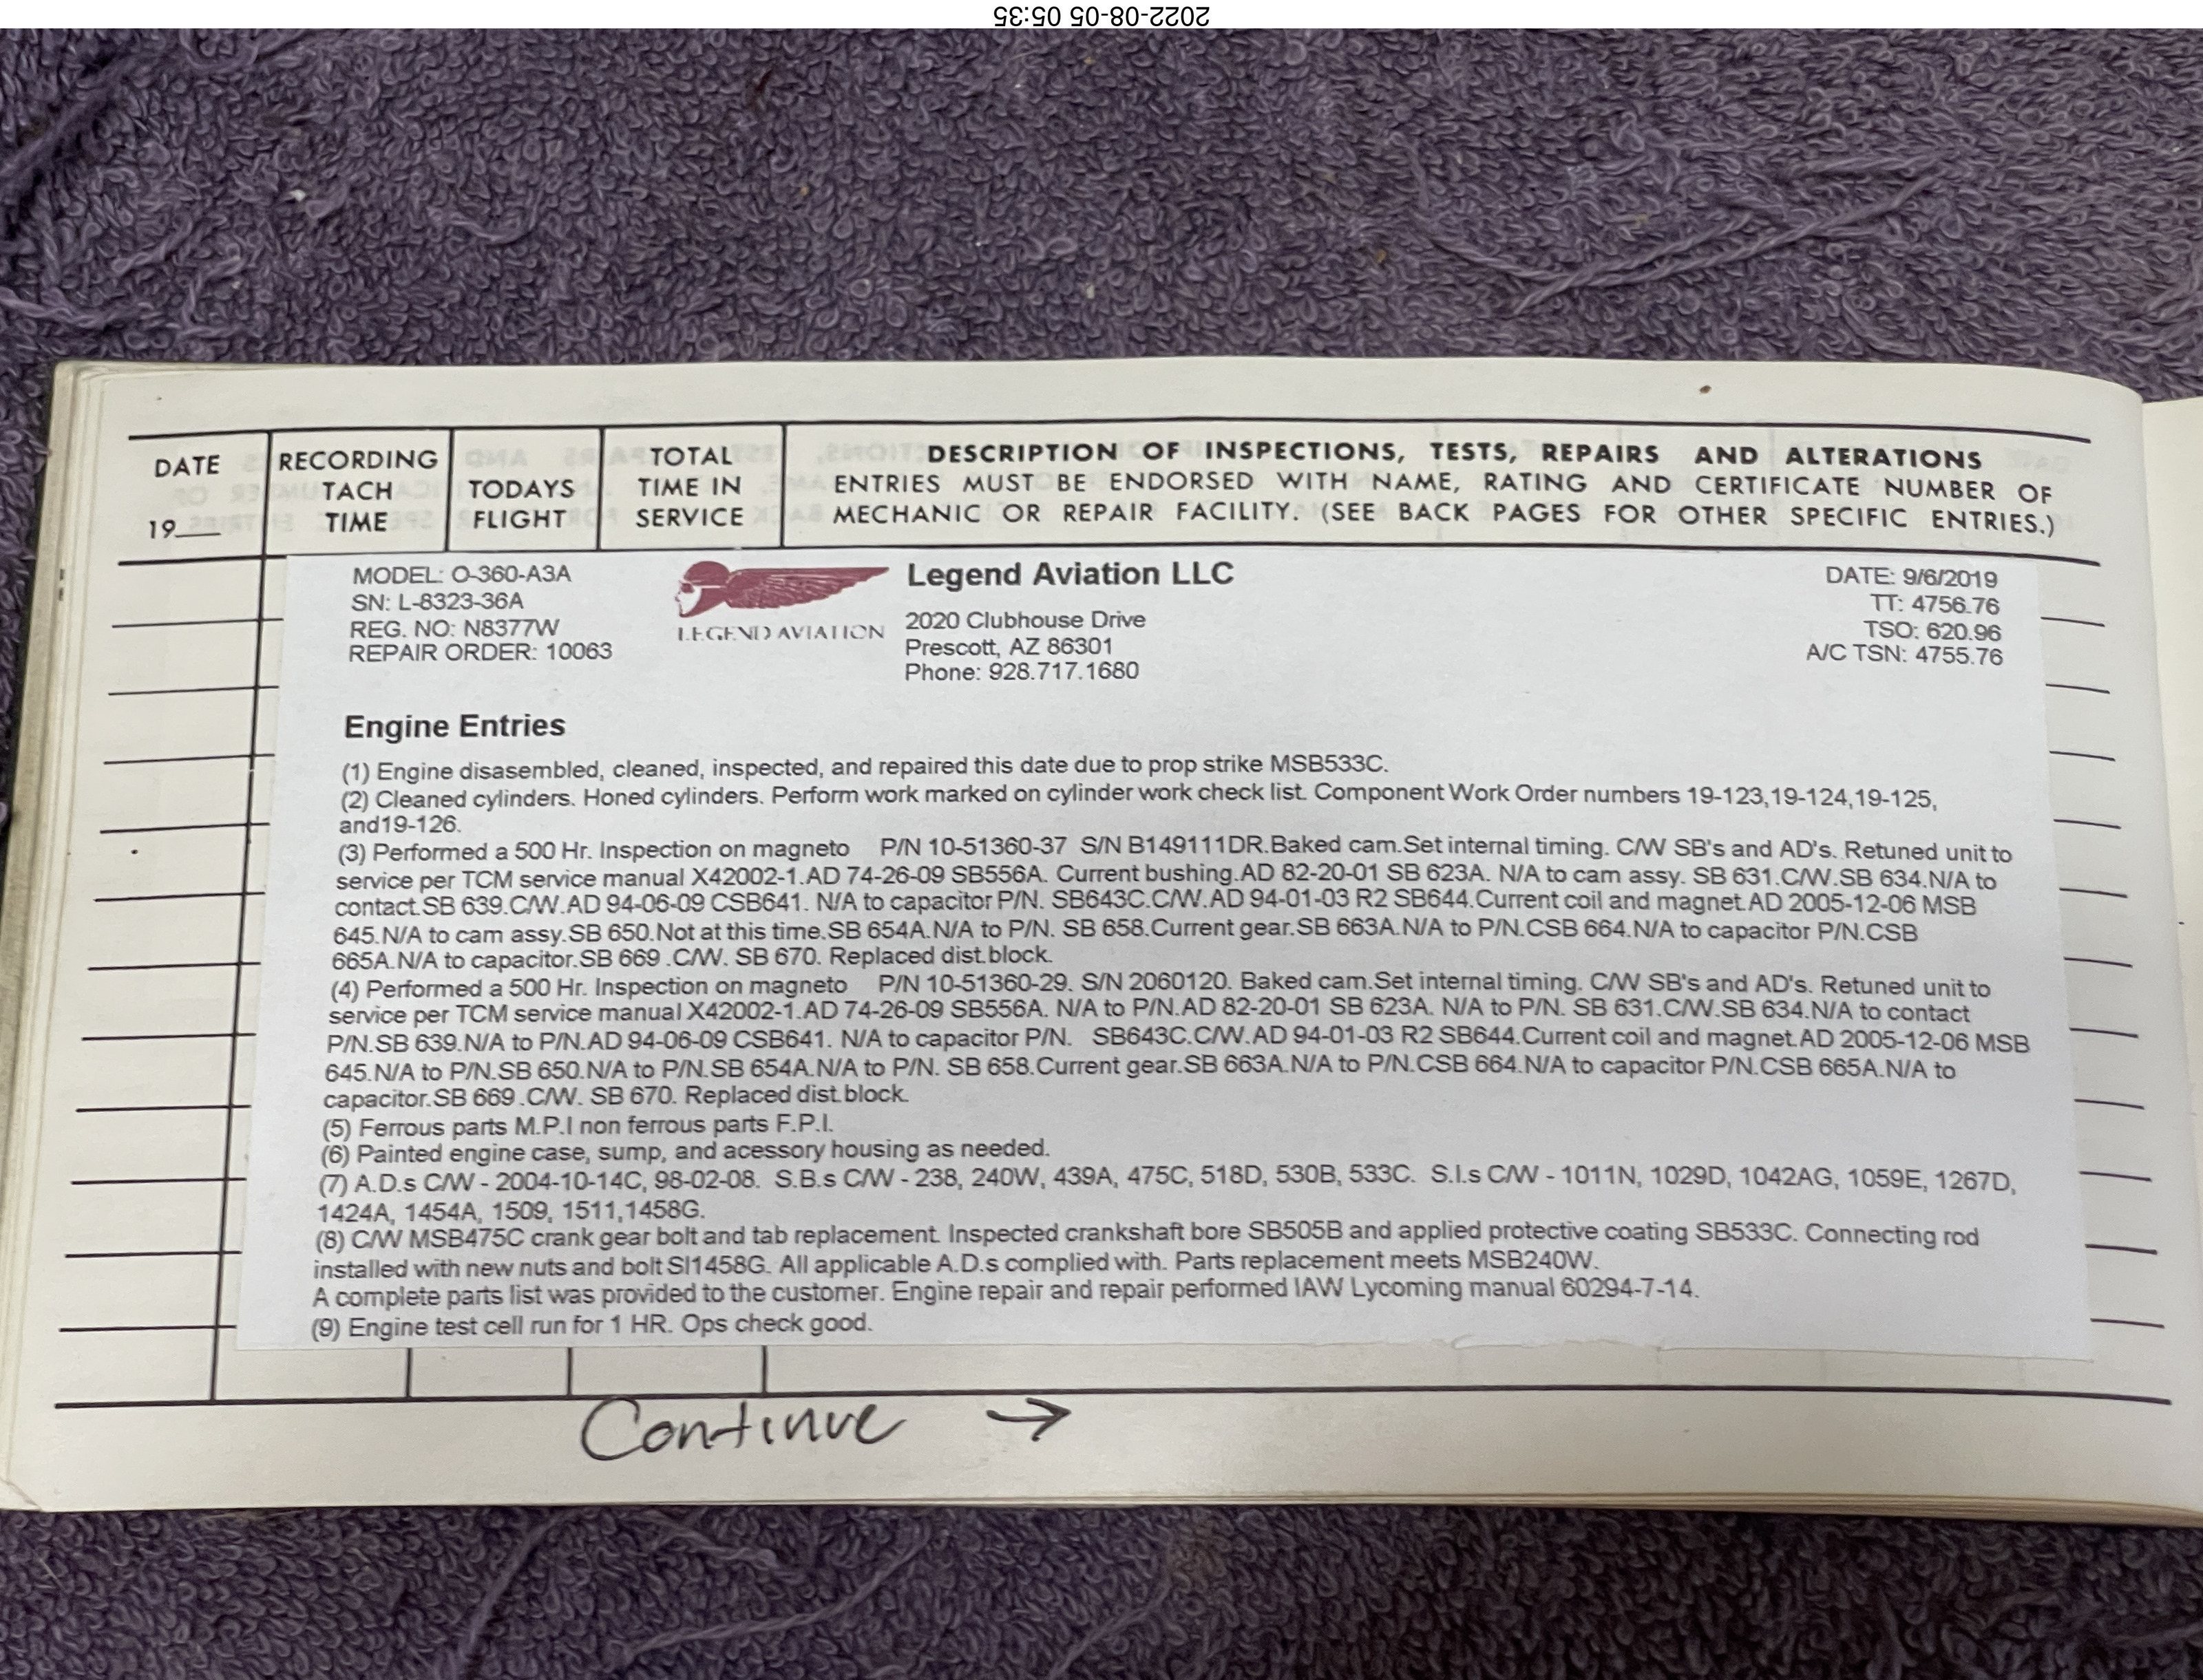 2022-08-05 05:35
DATE
19___
RECORDING
TACH
TIME
TODAYS
FLIGHT
TOTAL
TIME IN
SERVICE
DESCRIPTION OF INSPECTIONS, TESTS, REPAIRS AND ALTERATIONS
ENTRIES MUST BE ENDORSED WITH NAME, RATING AND CERTIFICATE NUMBER OF
MECHANIC OR REPAIR FACILITY. (SEE BACK PAGES FOR OTHER SPECIFIC ENTRIES.)
MODEL: O-360-A3A
SN: L-8323-36A
REG. NO: N8377W
REPAIR ORDER: 10063
LEGEND AVIATION
Legend Aviation LLC
2020 Clubhouse Drive
Prescott, AZ 86301
Phone: 928.717.1680
DATE: 9/6/2019
TT: 4756.76
TSO: 620.96
A/C TSN: 4755.76
Engine Entries
(1) Engine disassembled, cleaned, inspected, and repaired this date due to prop strike MSB533C.
(2) Cleaned cylinders. Honed cylinders. Perform work marked on cylinder work check list. Component Work Order numbers 19-123,19-124,19-125,
and19-126.
(3) Performed a 500 Hr. Inspection on magneto P/N 10-51360-37 S/N B149111DR.Baked cam.Set internal timing. C/W SB's and AD's. Retuned unit to
service per TCM service manual X42002-1.AD 74-26-09 SB556A. Current bushing.AD 82-20-01 SB 623A. N/A to cam assy. SB 631.C/W.SB 634.N/A to
contact.SB 639.C/W.AD 94-06-09 CSB641. N/A to capacitor P/N. SB643C.C/W.AD 94-01-03 R2 SB644.Current coil and magnet.AD 2005-12-06 MSB
645.N/A to cam assy.SB 650.Not at this time.SB 654A.N/A to P/N. SB 658.Current gear.SB 663A.N/A to P/N.CSB 664.N/A to capacitor P/N.CSB
665A.N/A to capacitor.SB 669 .C/W. SB 670. Replaced dist.block.
(4) Performed a 500 Hr. Inspection on magneto P/N 10-51360-29. S/N 2060120. Baked cam.Set internal timing. C/W SB's and AD's. Retuned unit to
service per TCM service manual X42002-1.AD 74-26-09 SB556A. N/A to P/N.AD 82-20-01 SB 623A. N/A to P/N. SB 631.C/W.SB 634.N/A to contact
P/N.SB 639.N/A to P/N.AD 94-06-09 CSB641. N/A to capacitor P/N. SB643C.C/W.AD 94-01-03 R2 SB644.Current coil and magnet.AD 2005-12-06 MSB
645.N/A to P/N.SB 650.N/A to P/N.SB 654A.N/A to P/N. SB 658.Current gear.SB 663A.N/A to P/N.CSB 664.N/A to capacitor P/N.CSB 665A.N/A to
capacitor.SB 669 .C/W. SB 670. Replaced dist.block.
(5) Ferrous parts M.P.I non ferrous parts F.P.I.
(6) Painted engine case, sump, and acessory housing as needed.
(7) A.D.s C/W - 2004-10-14C, 98-02-08. S.B.s C/W - 238, 240W, 439A, 475C, 518D, 530B, 533C. S.I.s C/W - 1011N, 1029D, 1042AG, 1059E, 1267D,
1424A, 1454A, 1509, 1511,1458G.
(8) C/W MSB475C crank gear bolt and tab replacement. Inspected crankshaft bore SB505B and applied protective coating SB533C. Connecting rod
installed with new nuts and bolt SI1458G. All applicable A.D.s complied with. Parts replacement meets MSB240W.
A complete parts list was provided to the customer. Engine repair and repair performed IAW Lycoming manual 60294-7-14.
(9) Engine test cell run for 1 HR. Ops check good.
Continue →